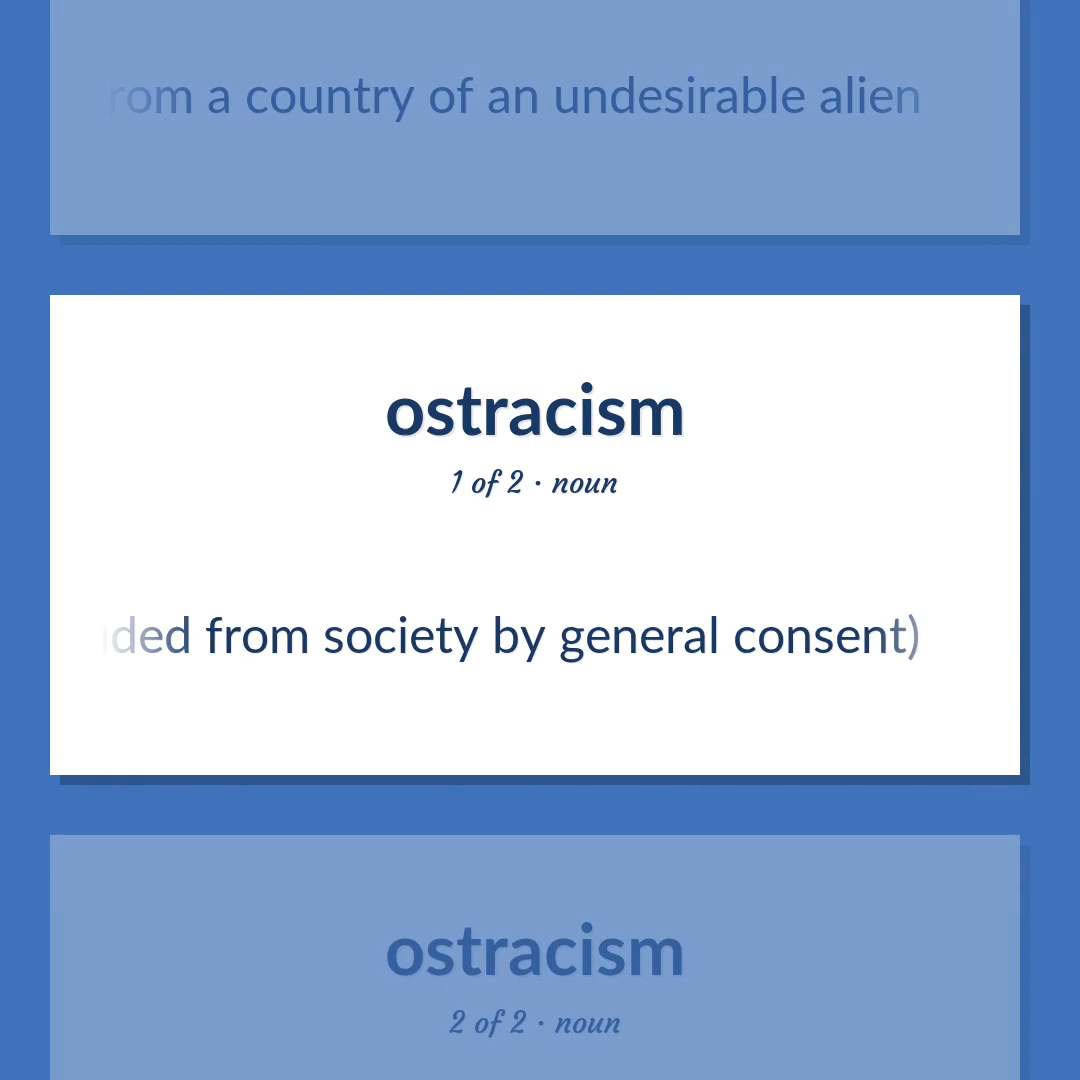 from a country of an undesirable alien
ostracism
1 of 2 · noun
ded from society by general consent)
ostracism
2 of 2 · noun